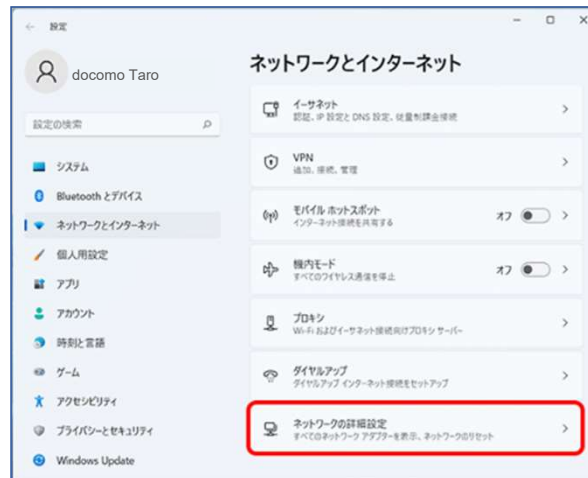 設定
docomo Taro
設定の検索
システム
Bluetooth とデバイス
ネットワークとインターネット
個人用設定
アプリ
アカウント
時刻と言語
ゲーム
アクセシビリティ
プライバシーとセキュリティ
Windows Update
ネットワークとインターネット
イーサネット
認証、IP 設定と DNS 設定、従量制課金接続
VPN
追加、接続、管理
モバイル ホットスポット
インターネット接続を共有する
オフ
機内モード
すべてのワイヤレス通信を停止
オフ
プロキシ
Wi-Fi およびイーサネット接続向けプロキシ サーバー
ダイヤルアップ
ダイヤルアップ インターネット接続をセットアップ
ネットワークの詳細設定
すべてのネットワーク アダプターを表示、ネットワークのリセット